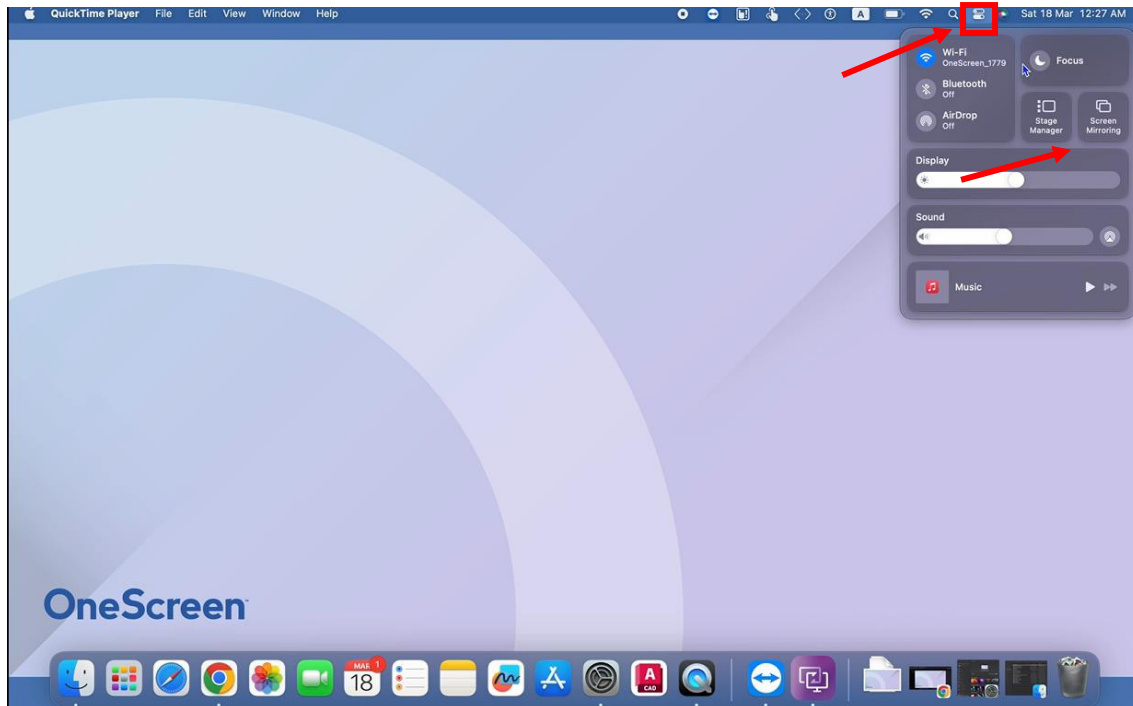 QuickTime Player File Edit View Window Help A Sat 18 Mar 12:27 AM
Wi-Fi
OneScreen_1779
Focus
Bluetooth
Off
AirDrop
Off
Stage
Manager
Screen
Mirroring
Display
Sound
Music
OneScreen
MAR 1
18
A
CAD